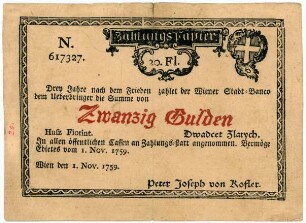 Zahlungs-Papier
N.
617327.
20. Fl.
Drey Jahre nach dem Frieden zahlet der Wiener Stadt-Banco
dem Ueberbringer die Summe von
Zwanzig Gulden
Husz Florint. Dwadcet Zlatych.
In allen öffentlichen Cassen an Zahlungs-statt angenommen. Vermöge
Edictes vom 1. Nov. 1759.
Wien den 1. Nov. 1759.
Peter Joseph von Kofler.